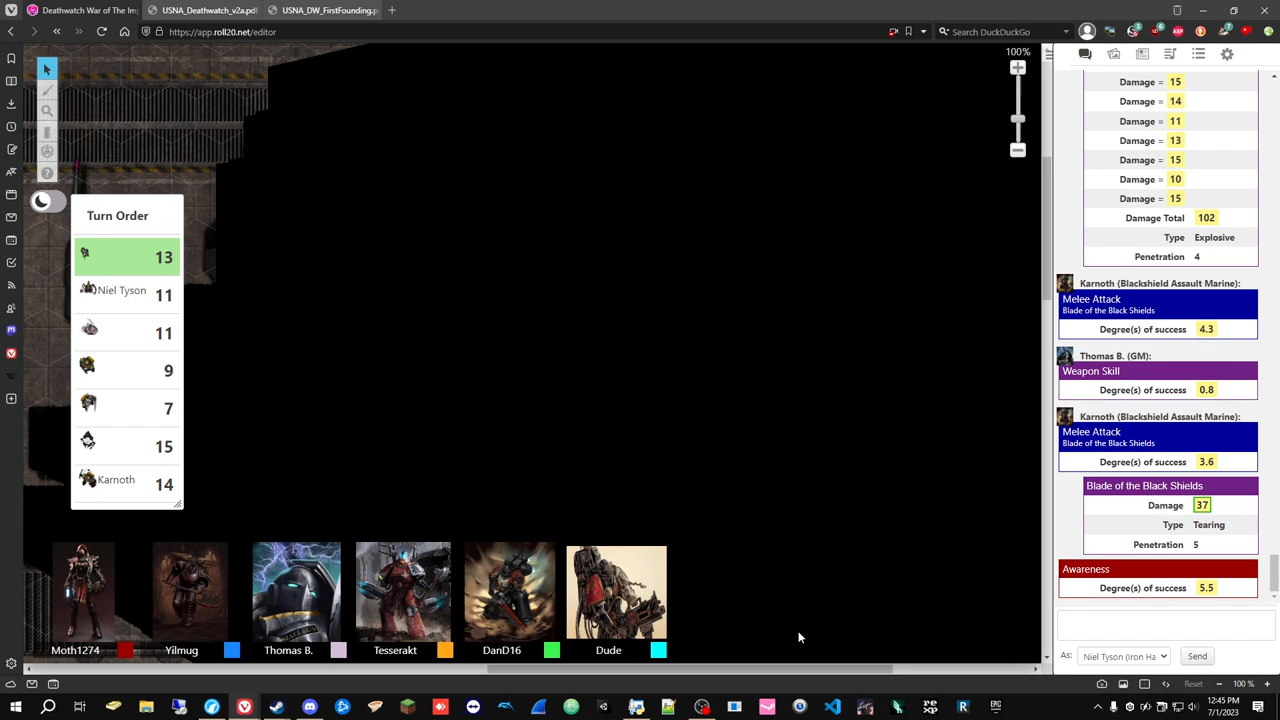 Deathwatch War of The Imp
USNA_Deathwatch_v2a.pdf
USNA_DW_FirstFounding.p
https://app.roll20.net/editor
Search DuckDuckGo
100%
Turn Order
13
Niel Tyson 11
11
9
7
15
Karnoth 14
Moth1274
Yilmug
Thomas B.
Tesserakt
DanD16
Dude
Damage = 15
Damage = 14
Damage = 11
Damage = 13
Damage = 15
Damage = 10
Damage = 15
Damage Total 102
Type Explosive
Penetration 4
Karnoth (Blackshield Assault Marine):
Melee Attack
Blade of the Black Shields
Degree(s) of success 4.3
Thomas B. (GM):
Weapon Skill
Degree(s) of success 0.8
Karnoth (Blackshield Assault Marine):
Melee Attack
Blade of the Black Shields
Degree(s) of success 3.6
Blade of the Black Shields
Damage 37
Type Tearing
Penetration 5
Awareness
Degree(s) of success 5.5
As: Niel Tyson (Iron Ha
Send
Reset
100 %
12:45 PM
7/1/2023